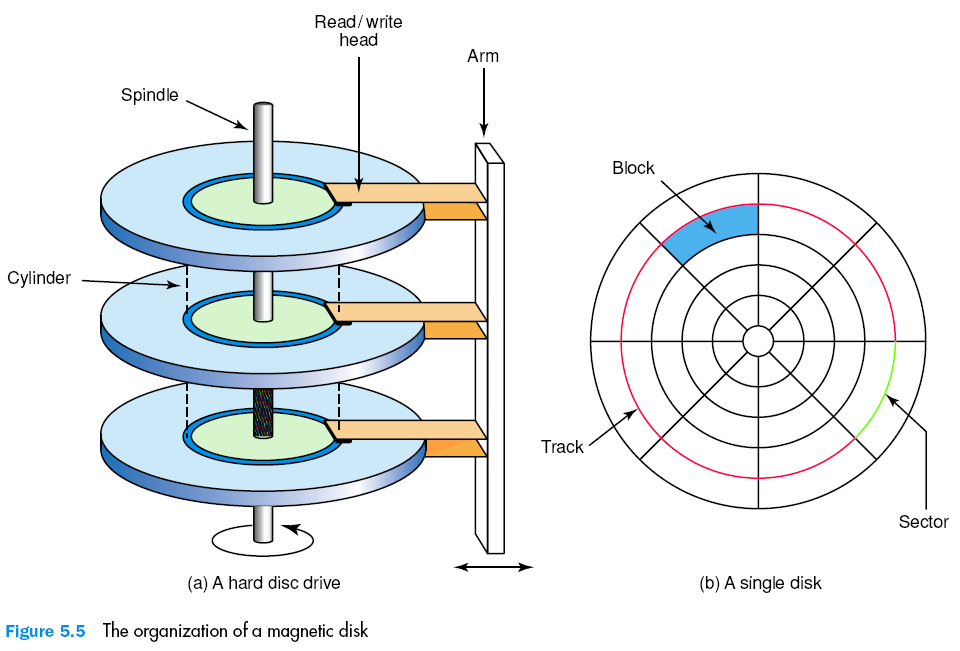 Read/write
head
Arm
Spindle
Cylinder
Block
Track
Sector
(a) A hard disc drive
(b) A single disk
Figure 5.5 The organization of a magnetic disk